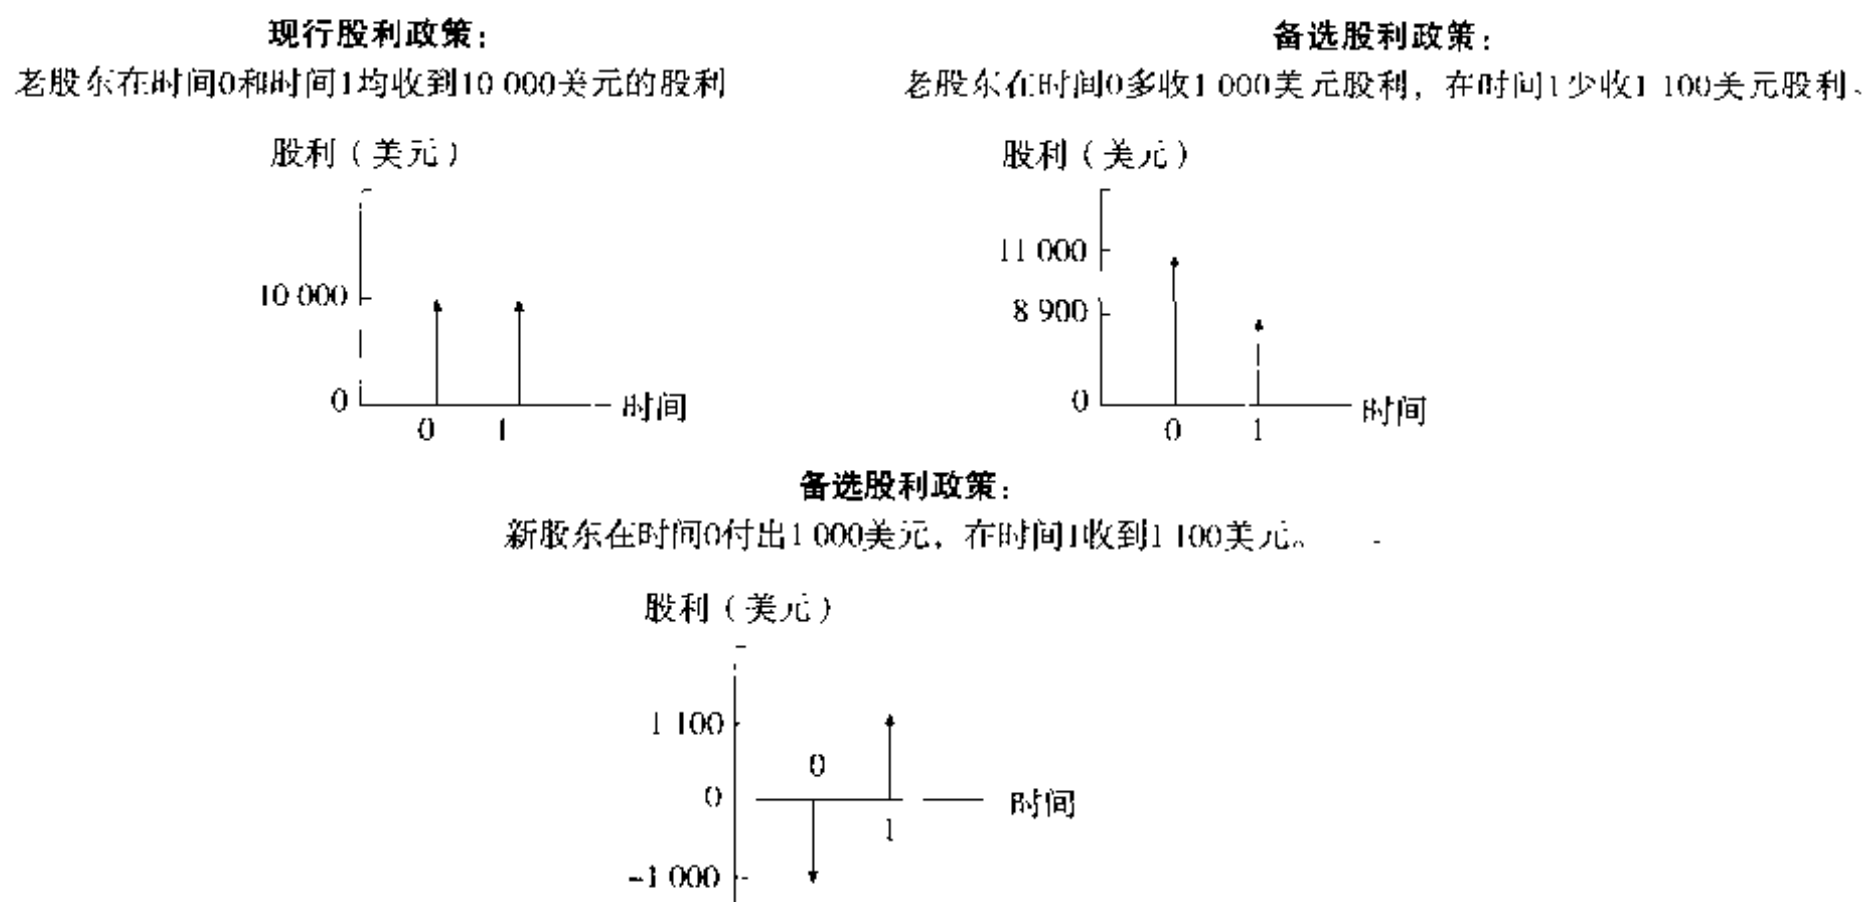 现行股利政策：
老股东在时间0和时间1均收到10 000美元的股利
股利（美元）
10 000
0
0 1
时间
备选股利政策：
老股东在时间0多收1 000美元股利，在时间1少收1 100美元股利、
股利（美元）
11 000
8 900
0
0 1
时间
备选股利政策：
新股东在时间0付出1 000美元，在时间1收到1 100美元。
股利（美元）
1 100
0
0
时间
1
-1 000